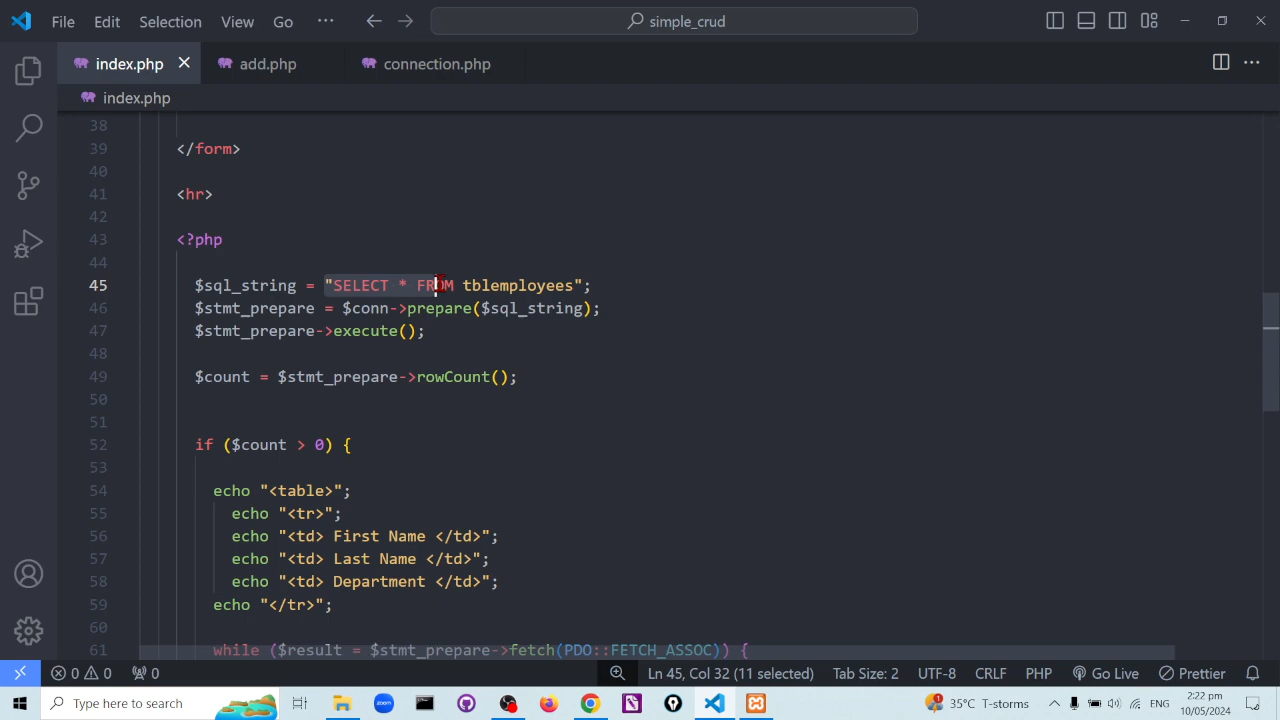 File Edit Selection View Go ··· simple_crud
index.php add.php connection.php
index.php
38
39 </form>
40
41 <hr>
42
43 <?php
44
45 $sql_string = "SELECT * FROM tblemployees";
46 $stmt_prepare = $conn->prepare($sql_string);
47 $stmt_prepare->execute();
48
49 $count = $stmt_prepare->rowCount();
50
51
52 if ($count > 0) {
53
54 echo "<table>";
55 echo "<tr>";
56 echo "<td> First Name </td>";
57 echo "<td> Last Name </td>";
58 echo "<td> Department </td>";
59 echo "</tr>";
60
61 while ($result = $stmt_prepare->fetch(PDO::FETCH_ASSOC)) {
0 0 0 Ln 45, Col 32 (11 selected) Tab Size: 2 UTF-8 CRLF PHP Go Live Prettier
Type here to search 1 35°C T-storms ENG 2:22 pm
10/05/2024 2